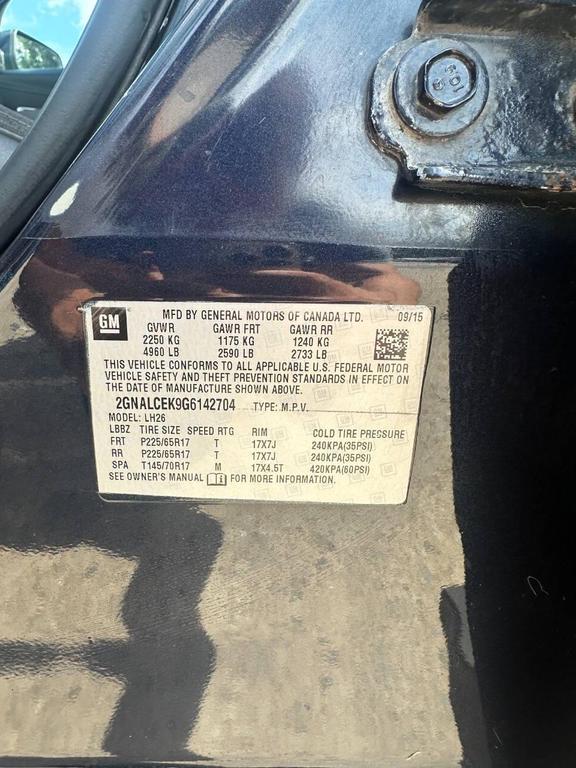 GM
MFD BY GENERAL MOTORS OF CANADA LTD. 09/15
GVWR GAWR FRT GAWR RR
2250 KG 1175 KG 1240 KG
4960 LB 2590 LB 2733 LB
THIS VEHICLE CONFORMS TO ALL APPLICABLE U.S. FEDERAL MOTOR
VEHICLE SAFETY AND THEFT PREVENTION STANDARDS IN EFFECT ON
THE DATE OF MANUFACTURE SHOWN ABOVE.
2GNALCEK9G6142704 TYPE: M.P.V.
MODEL: LH26
LBBZ TIRE SIZE SPEED RTG RIM COLD TIRE PRESSURE
FRT P225/65R17 T 17X7J 240KPA(35PSI)
RR P225/65R17 T 17X7J 240KPA(35PSI)
SPA T145/70R17 M 17X4.5T 420KPA(60PSI)
SEE OWNER'S MANUAL FOR MORE INFORMATION.